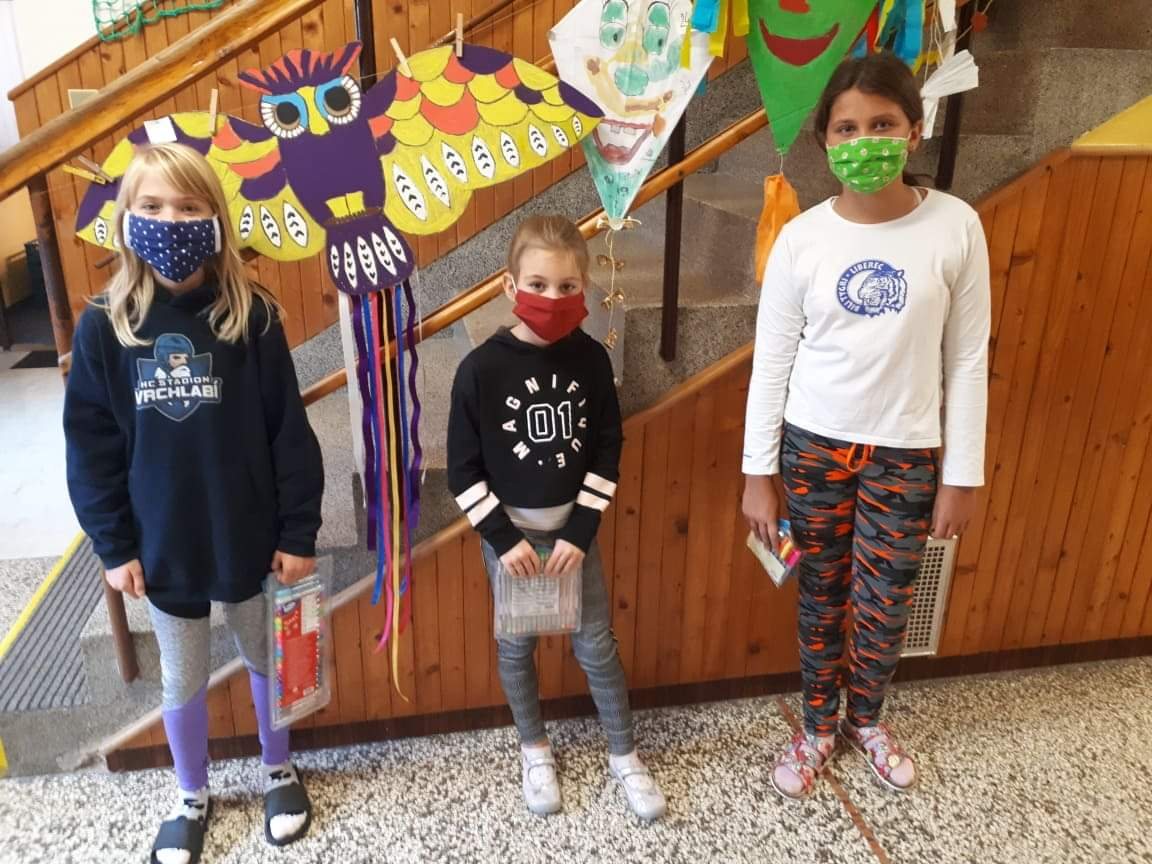 HC STADION
VRCHLABÍ
MAGNIFIQUE
01
BÍLÍ TYGŘI · LIBEREC